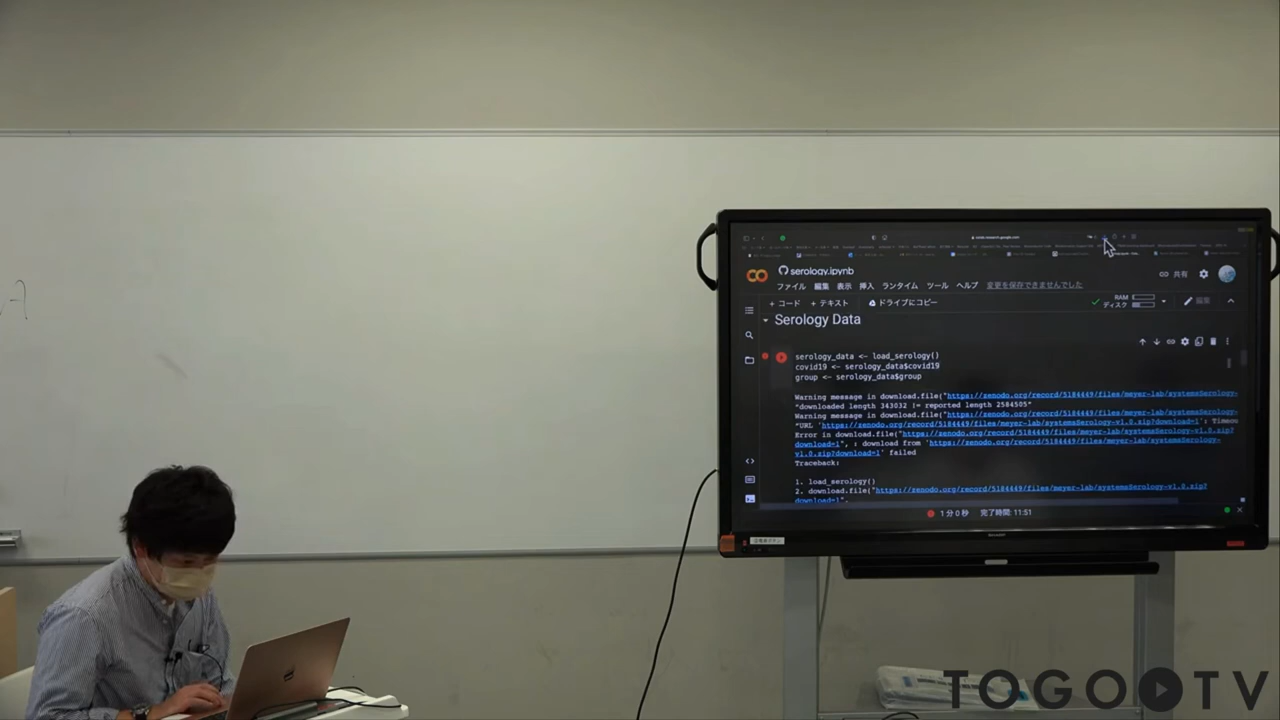 serology.ipynb
共有
ファイル 編集 表示 挿入 ランタイム ツール ヘルプ 変更を保存できませんでした
+ コード + テキスト ドライブにコピー
RAM
ディスク
編集
Serology Data
serology_data <- load_serology()
covid19 <- serology_data$covid19
group <- serology_data$group
Warning message in download.file("https://zenodo.org/record/5184449/files/meyer-lab/systemsSerology-
"downloaded length 343032 != reported length 2584505"
Warning message in download.file("https://zenodo.org/record/5184449/files/meyer-lab/systemsSerology-
"URL 'https://zenodo.org/record/5184449/files/meyer-lab/systemsSerology-v1.0.zip?download=1': Timeou
Error in download.file("https://zenodo.org/record/5184449/files/meyer-lab/systemsSerology-v1.0.zip?
download=1", : download from 'https://zenodo.org/record/5184449/files/meyer-lab/systemsSerology-
v1.0.zip?download=1' failed
Traceback:
1. load_serology()
2. download.file("https://zenodo.org/record/5184449/files/meyer-lab/systemsSerology-v1.0.zip?
download=1",
1 分 0 秒 完了時間: 11:51
TOGO TV